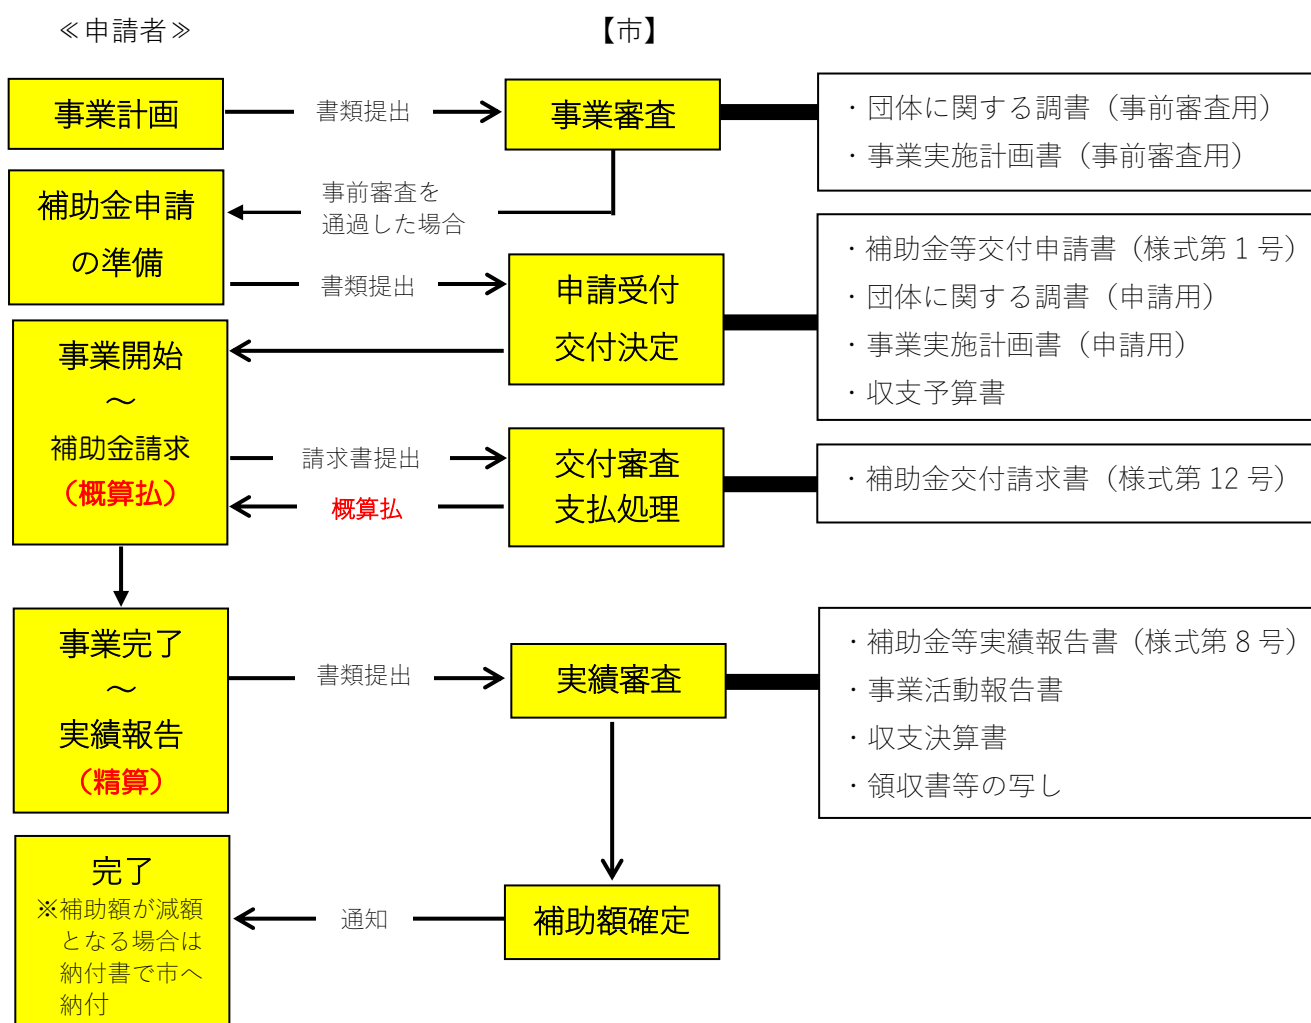 ≪申請者≫
【市】
事業計画
書類提出
事業審査
・団体に関する調書（事前審査用）
・事業実施計画書（事前審査用）
補助金申請
の準備
事前審査を
通過した場合
書類提出
申請受付
交付決定
・補助金等交付申請書（様式第1号）
・団体に関する調書（申請用）
・事業実施計画書（申請用）
・収支予算書
事業開始
～
補助金請求
（概算払）
請求書提出
概算払
交付審査
支払処理
・補助金交付請求書（様式第12号）
事業完了
～
実績報告
（精算）
書類提出
実績審査
・補助金等実績報告書（様式第8号）
・事業活動報告書
・収支決算書
・領収書等の写し
補助額確定
通知
完了
※補助額が減額
となる場合は
納付書で市へ
納付